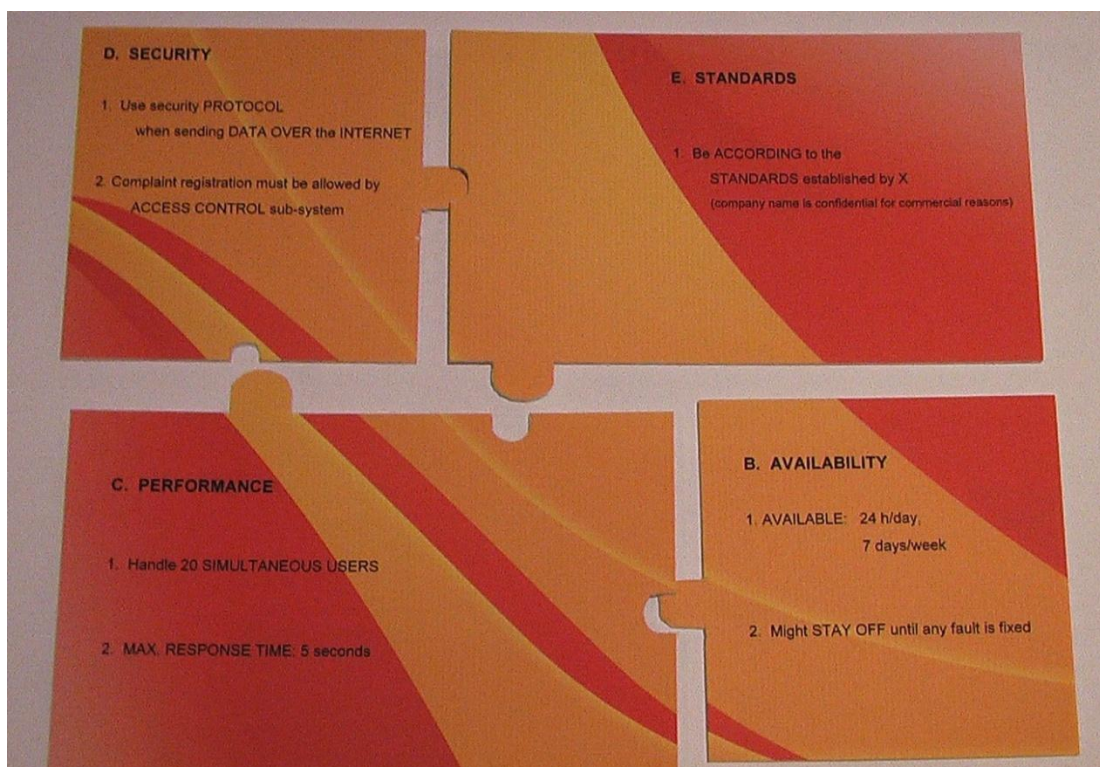 D. SECURITY
1. Use security PROTOCOL
when sending DATA OVER the INTERNET
2. Complaint registration must be allowed by
ACCESS CONTROL sub-system
E. STANDARDS
1. Be ACCORDING to the
STANDARDS established by X
(company name is confidential for commercial reasons)
C. PERFORMANCE
1. Handle 20 SIMULTANEOUS USERS
2. MAX. RESPONSE TIME: 5 seconds
B. AVAILABILITY
1. AVAILABLE: 24 h/day,
7 days/week
2. Might STAY OFF until any fault is fixed